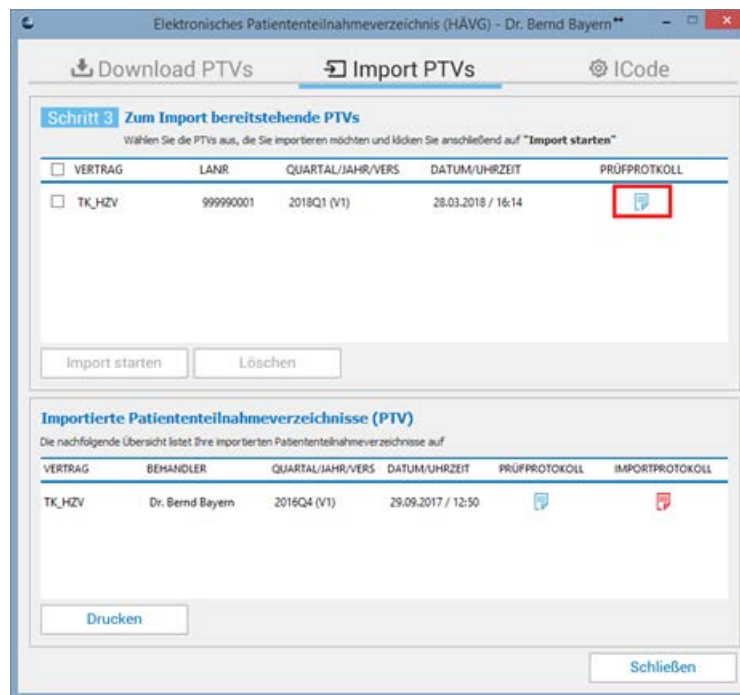 Elektronisches Patiententeilnahmeverzeichnis (HÄVG) - Dr. Bernd Bayern
Download PTVs Import PTVs ICode
Schritt 3 Zum Import bereitstehende PTVs
Wählen Sie die PTVs aus, die Sie importieren möchten und klicken Sie anschließend auf "Import starten"
VERTRAG LANR QUARTAL/JAHR/VERS DATUM/UHRZEIT PRÜFPROTKOLL
TK_HZV 999990001 2018Q1 (V1) 28.03.2018 / 16:14
Import starten Löschen
Importierte Patiententeilnahmeverzeichnisse (PTV)
Die nachfolgende Übersicht listet Ihre importierten Patiententeilnahmeverzeichnisse auf
VERTRAG BEHANDLER QUARTAL/JAHR/VERS DATUM/UHRZEIT PRÜFPROTOKOLL IMPORTPROTOKOLL
TK_HZV Dr. Bernd Bayern 2016Q4 (V1) 29.09.2017 / 12:50
Drucken
Schließen